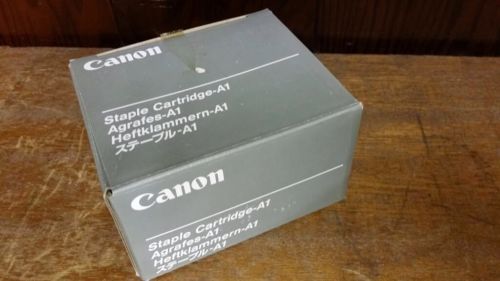 Canon
Staple Cartridge-A1
Agrafes-A1
Heftklammern-A1
ステープル-A1
Canon
Staple Cartridge-A1
Agrafes-A1
Heftklammern-A1
ステープル-A1